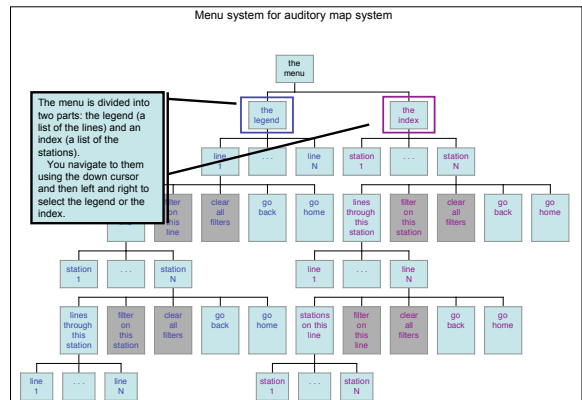 Menu system for auditory map system
the
menu
The menu is divided into
two parts: the legend (a
list of the lines) and an
index (a list of the
stations).
You navigate to them
using the down cursor
and then left and right to
select the legend or the
index.
the
legend
the
index
line
1
. . .
line
N
station
1
. . .
station
N
line
filter
on
this
line
clear
all
filters
go
back
go
home
lines
through
this
station
filter
on
this
station
clear
all
filters
go
back
go
home
station
1
. . .
station
N
line
1
. . .
line
N
lines
through
this
station
filter
on
this
station
clear
all
filters
go
back
go
home
stations
on this
line
filter
on
this
line
clear
all
filters
go
back
go
home
line
1
. . .
line
N
station
1
. . .
station
N